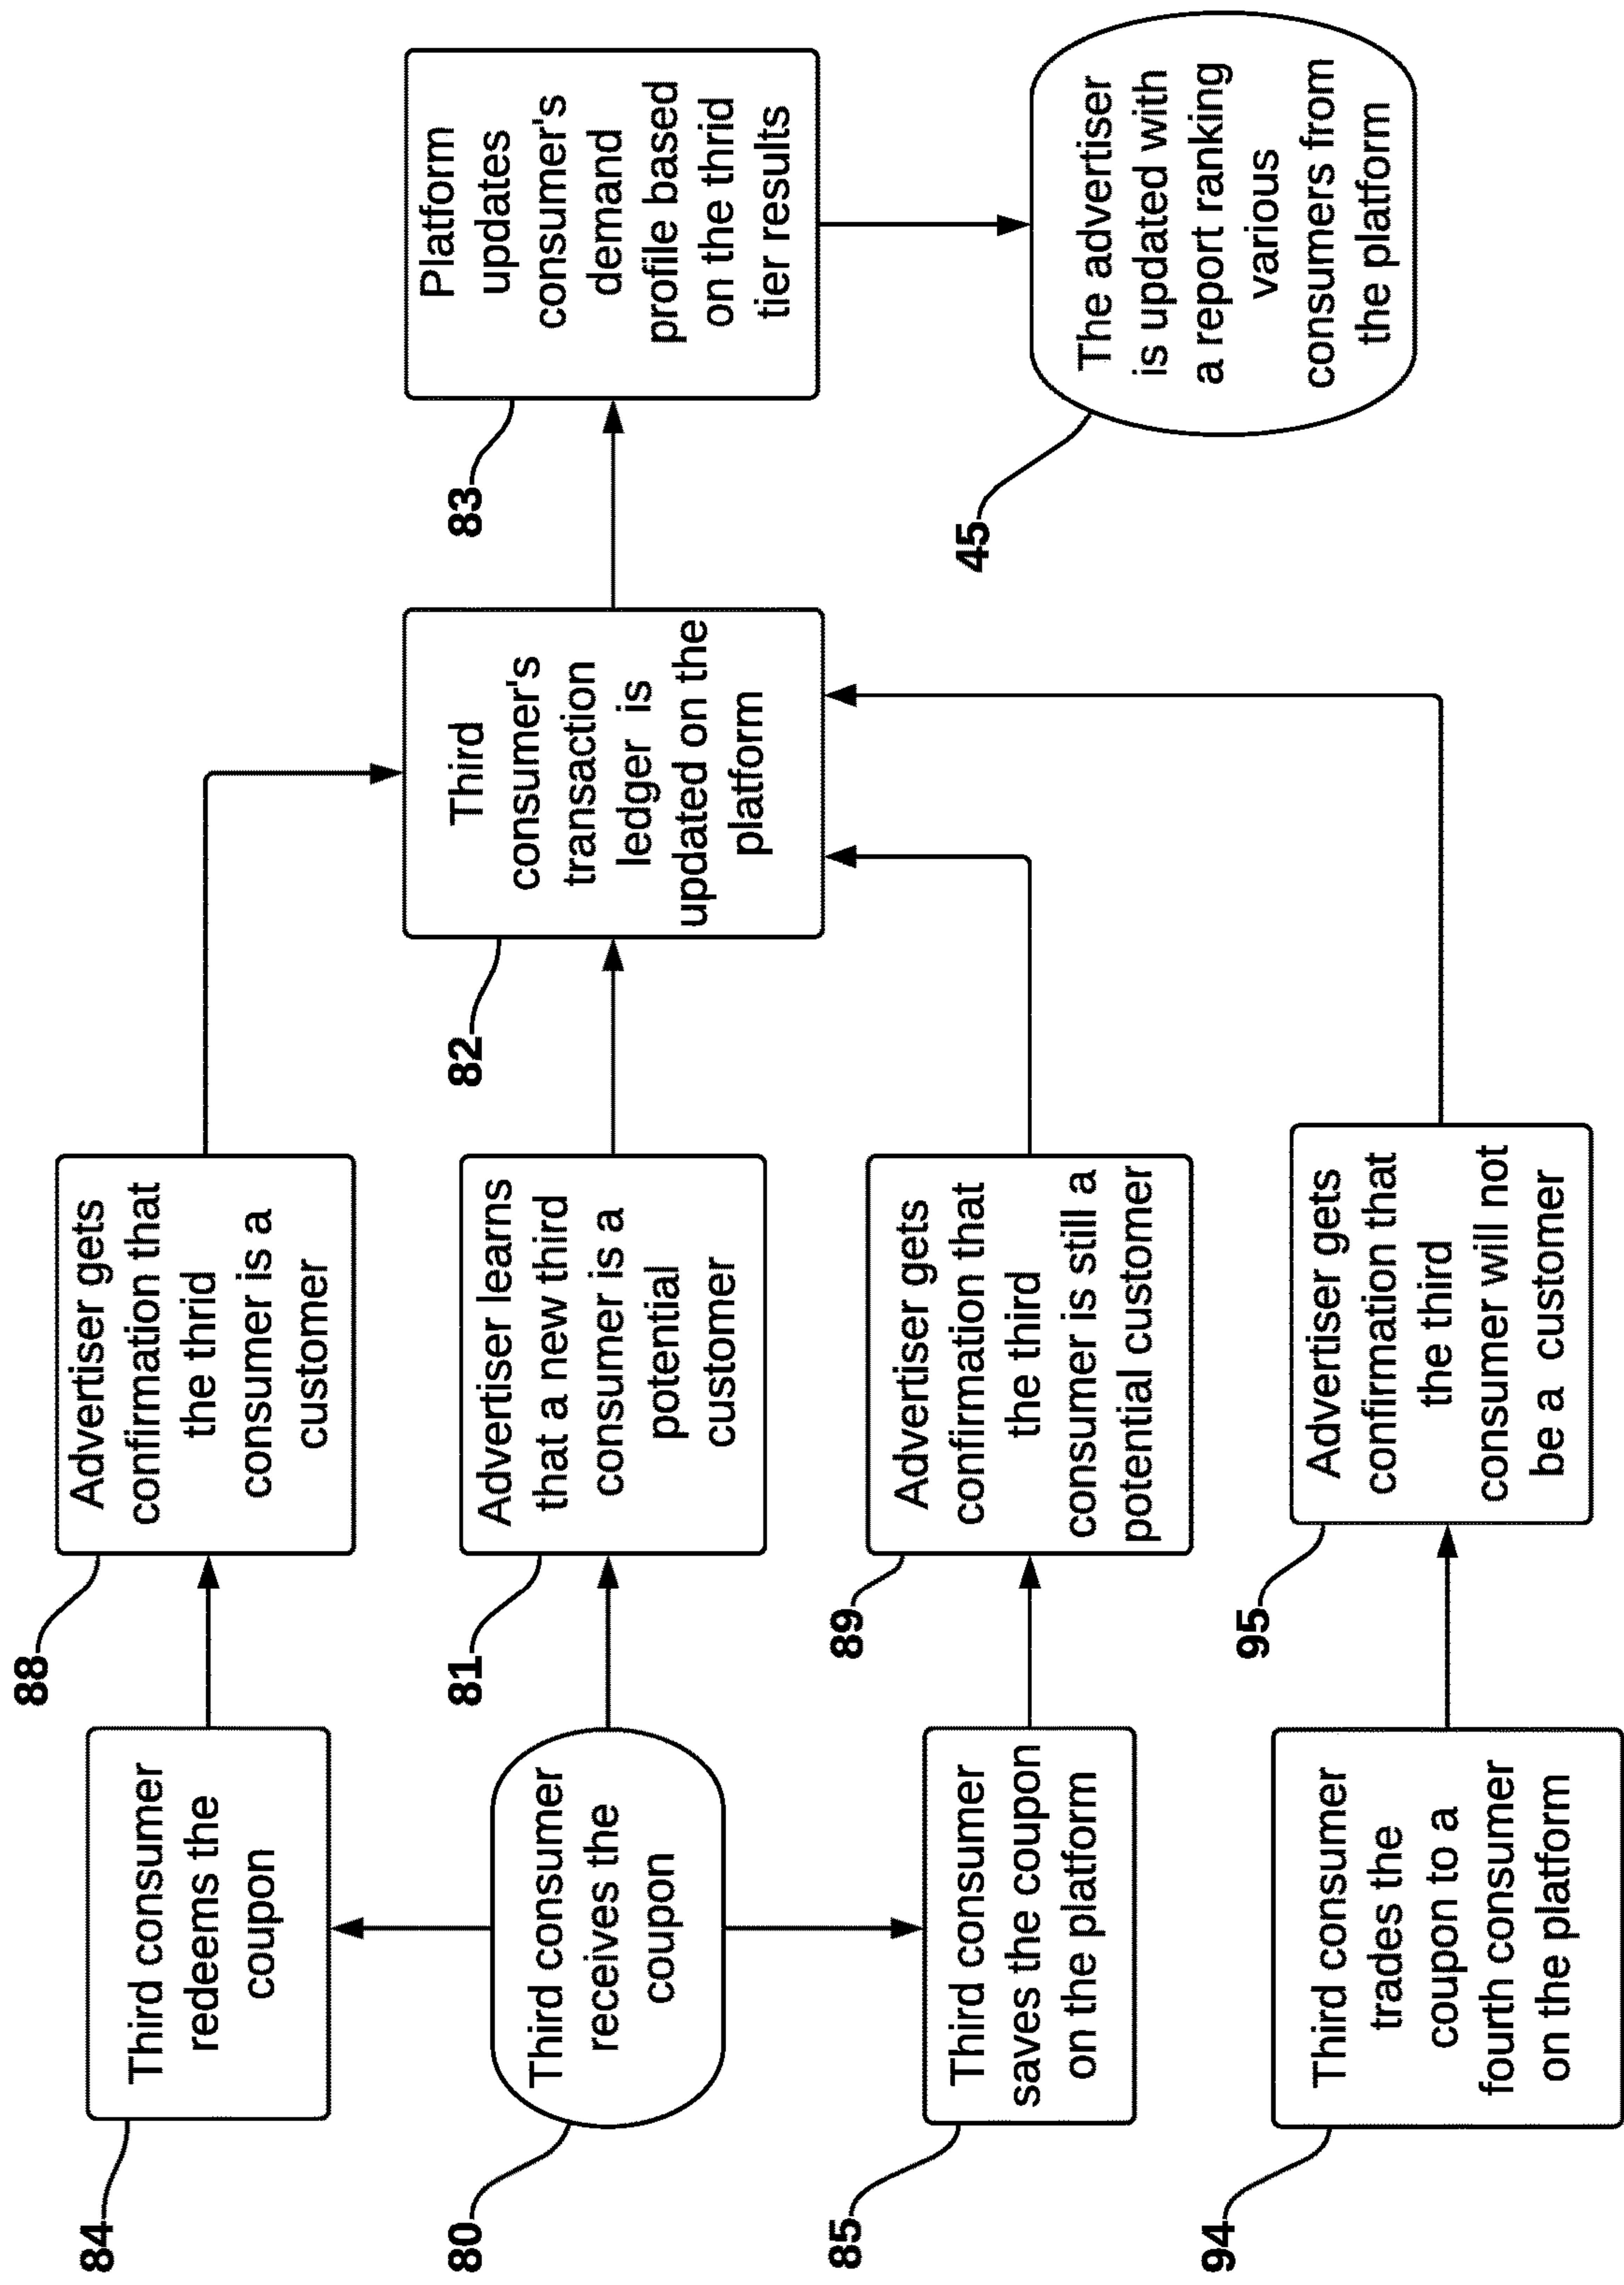 84
Third consumer
redeems the
coupon
88
Advertiser gets
confirmation that
the thrid
consumer is a
customer
80
Third consumer
receives the
coupon
81
Advertiser learns
that a new third
consumer is a
potential
customer
82
Third
consumer's
transaction
ledger is
updated on the
platform
83
Platform
updates
consumer's
demand
profile based
on the thrid
tier results
85
Third consumer
saves the coupon
on the platform
89
Advertiser gets
confirmation that
the third
consumer is still a
potential customer
45
The advertiser
is updated with
a report ranking
various
consumers from
the platform
94
Third consumer
trades the
coupon to a
fourth consumer
on the platform
95
Advertiser gets
confirmation that
the third
consumer will not
be a customer